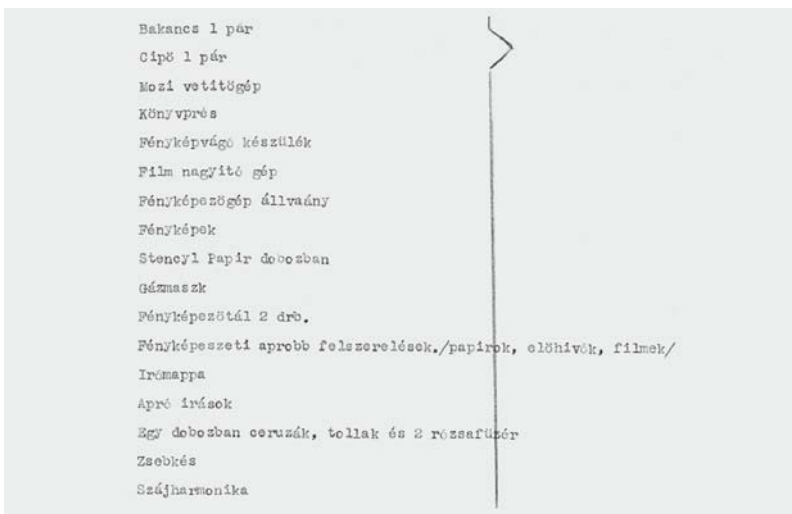 Bakancs 1 pár
Cipö 1 pár
Mozi vetitögép
Könyvprés
Fényképvágó készülék
Film nagyitó gép
Fényképezögép állvaány
Fényképek
Stencyl Papir dobozban
Gázmaszk
Fényképezötál 2 drb.
Fényképeszeti aprobb felszerelések./papirok, elöhivók, filmek/
Irómappa
Apró irások
Egy dobozban ceruzák, tollak és 2 rózsafüzér
Zsebkés
Szájharmonika